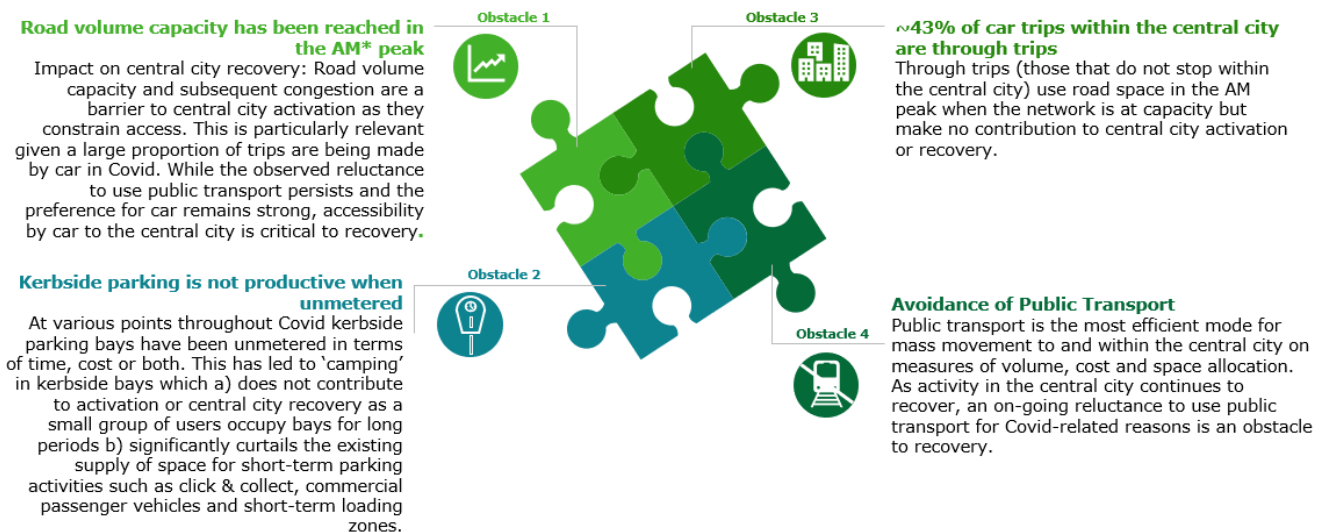 Obstacle 1
Road volume capacity has been reached in
the AM* peak
Impact on central city recovery: Road volume
capacity and subsequent congestion are a
barrier to central city activation as they
constrain access. This is particularly relevant
given a large proportion of trips are being made
by car in Covid. While the observed reluctance
to use public transport persists and the
preference for car remains strong, accessibility
by car to the central city is critical to recovery.
Obstacle 2
Kerbside parking is not productive when
unmetered
At various points throughout Covid kerbside
parking bays have been unmetered in terms
of time, cost or both. This has led to ‘camping’
in kerbside bays which a) does not contribute
to activation or central city recovery as a
small group of users occupy bays for long
periods b) significantly curtails the existing
supply of space for short-term parking
activities such as click & collect, commercial
passenger vehicles and short-term loading
zones.
Obstacle 3
~43% of car trips within the central city
are through trips
Through trips (those that do not stop within
the central city) use road space in the AM
peak when the network is at capacity but
make no contribution to central city activation
or recovery.
Obstacle 4
Avoidance of Public Transport
Public transport is the most efficient mode for
mass movement to and within the central city on
measures of volume, cost and space allocation.
As activity in the central city continues to
recover, an on-going reluctance to use public
transport for Covid-related reasons is an obstacle
to recovery.